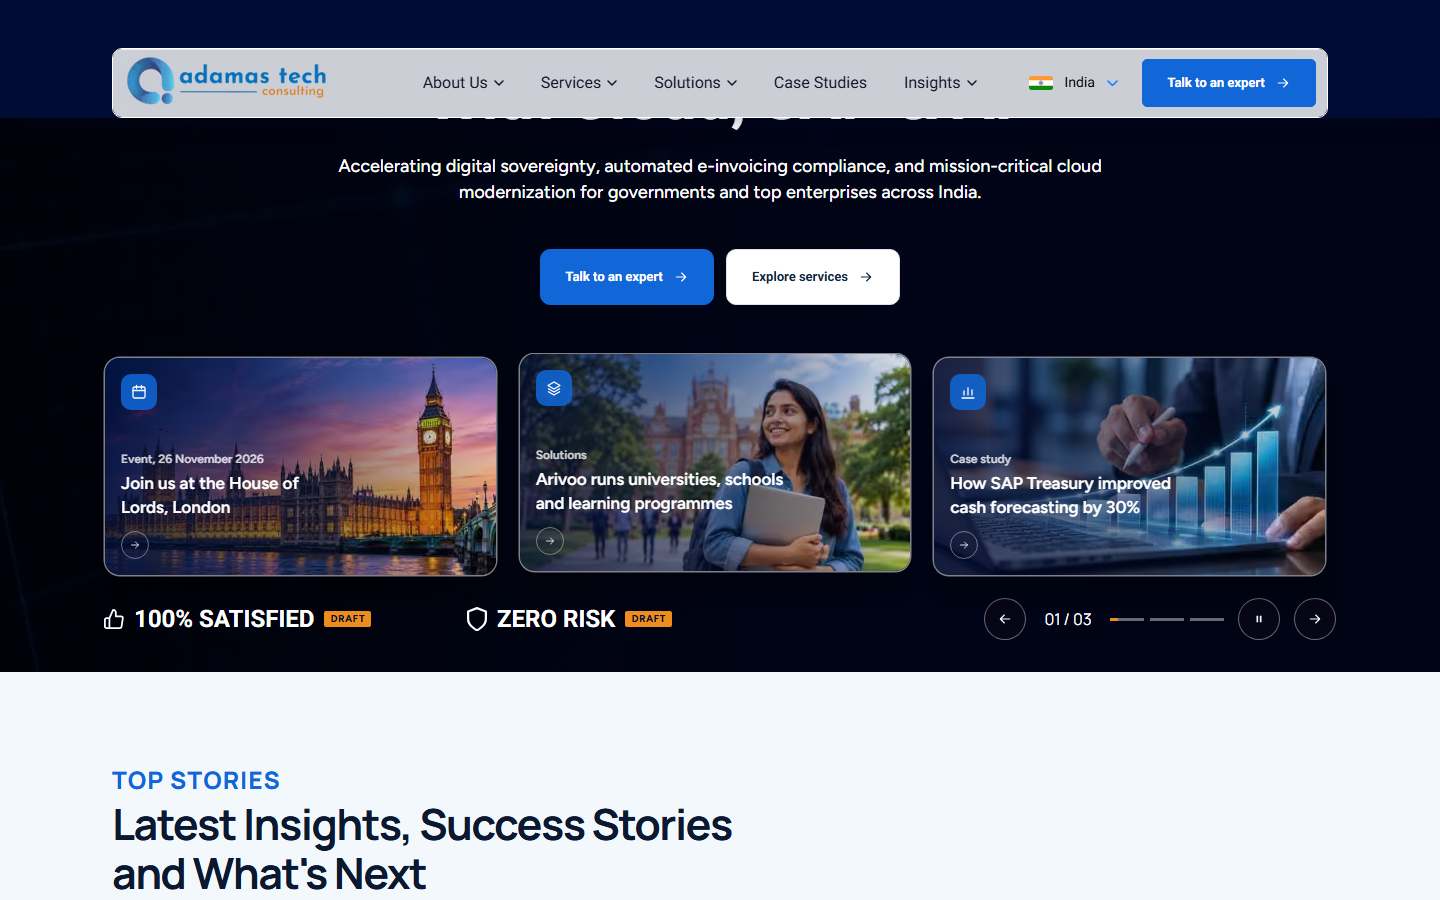 adamas tech
consulting
About Us
Services
Solutions
Case Studies
Insights
India
Talk to an expert
Accelerating digital sovereignty, automated e-invoicing compliance, and mission-critical cloud
modernization for governments and top enterprises across India.
Talk to an expert
Explore services
Event, 26 November 2026
Join us at the House of
Lords, London
Solutions
Arivoo runs universities, schools
and learning programmes
Case study
How SAP Treasury improved
cash forecasting by 30%
100% SATISFIED DRAFT
ZERO RISK DRAFT
01 / 03
TOP STORIES
Latest Insights, Success Stories
and What's Next